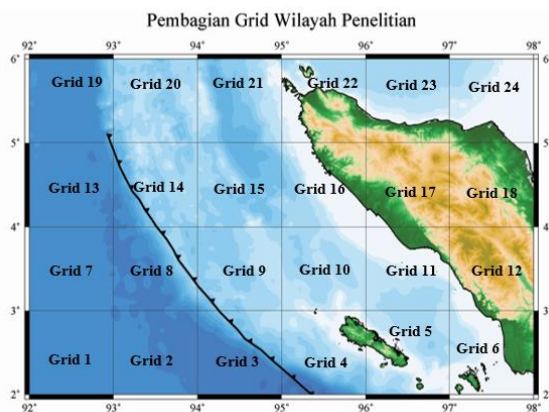 Pembagian Grid Wilayah Penelitian
92° 93° 94° 95° 96° 97° 98°
6° 6°
Grid 19 Grid 20 Grid 21 Grid 22 Grid 23 Grid 24
5° 5°
Grid 13 Grid 14 Grid 15 Grid 16 Grid 17 Grid 18
4° 4°
Grid 7 Grid 8 Grid 9 Grid 10 Grid 11 Grid 12
3° 3°
Grid 1 Grid 2 Grid 3 Grid 4 Grid 5 Grid 6
2° 2°
92° 93° 94° 95° 96° 97° 98°